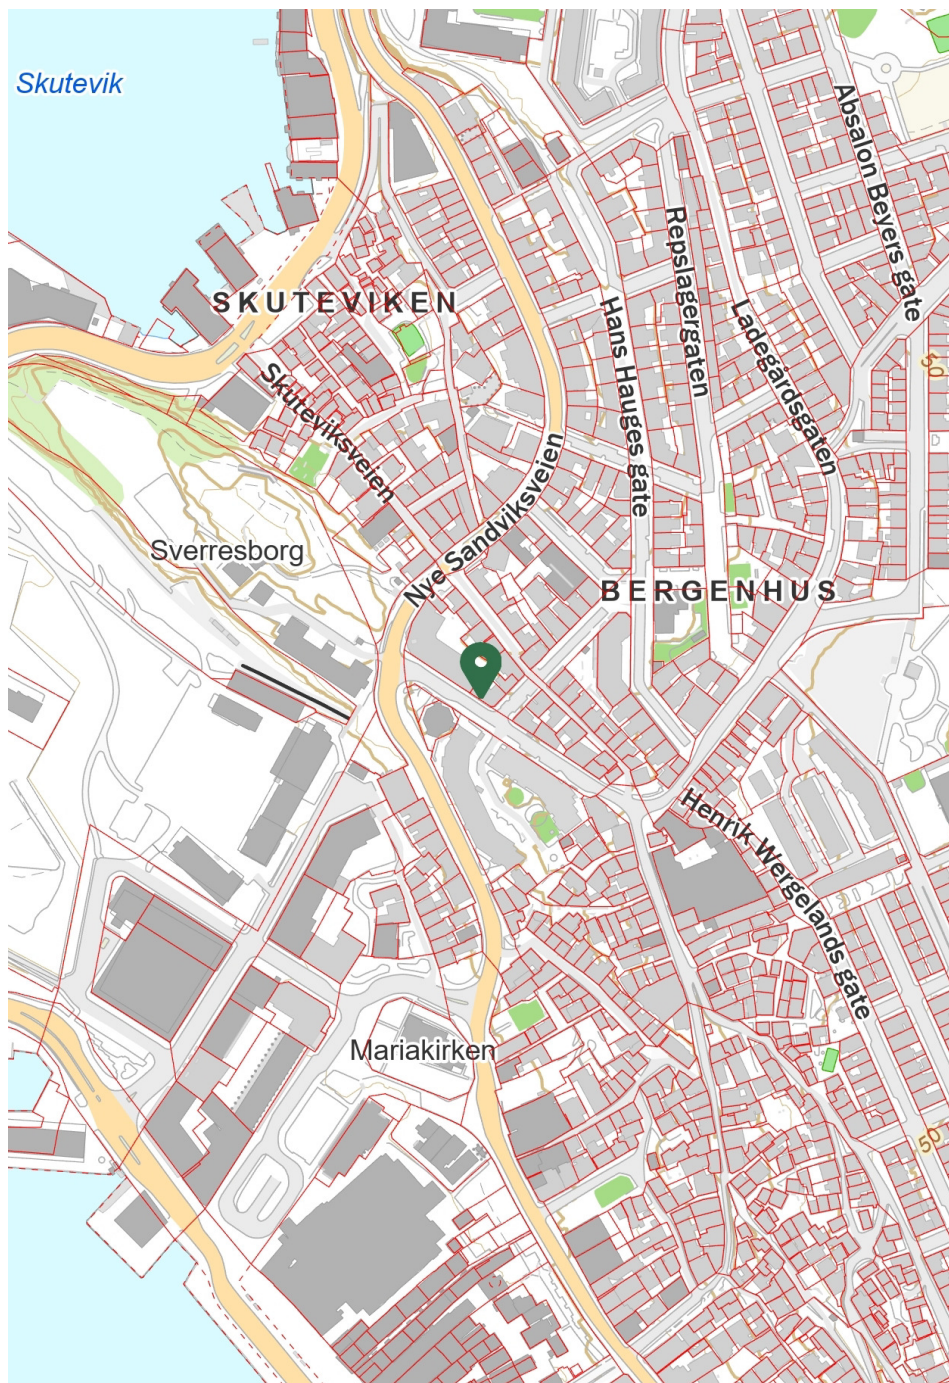 Skutevik
Absalon Beyers gate
Repslagergaten
SKUTEVIKEN
Hans Hauges gate
Ladegårdsgaten
50
Skuteviksveien
Nye Sandviksveien
Sverresborg
BERGENHUS
Henrik Wergelands gate
Mariakirken
50